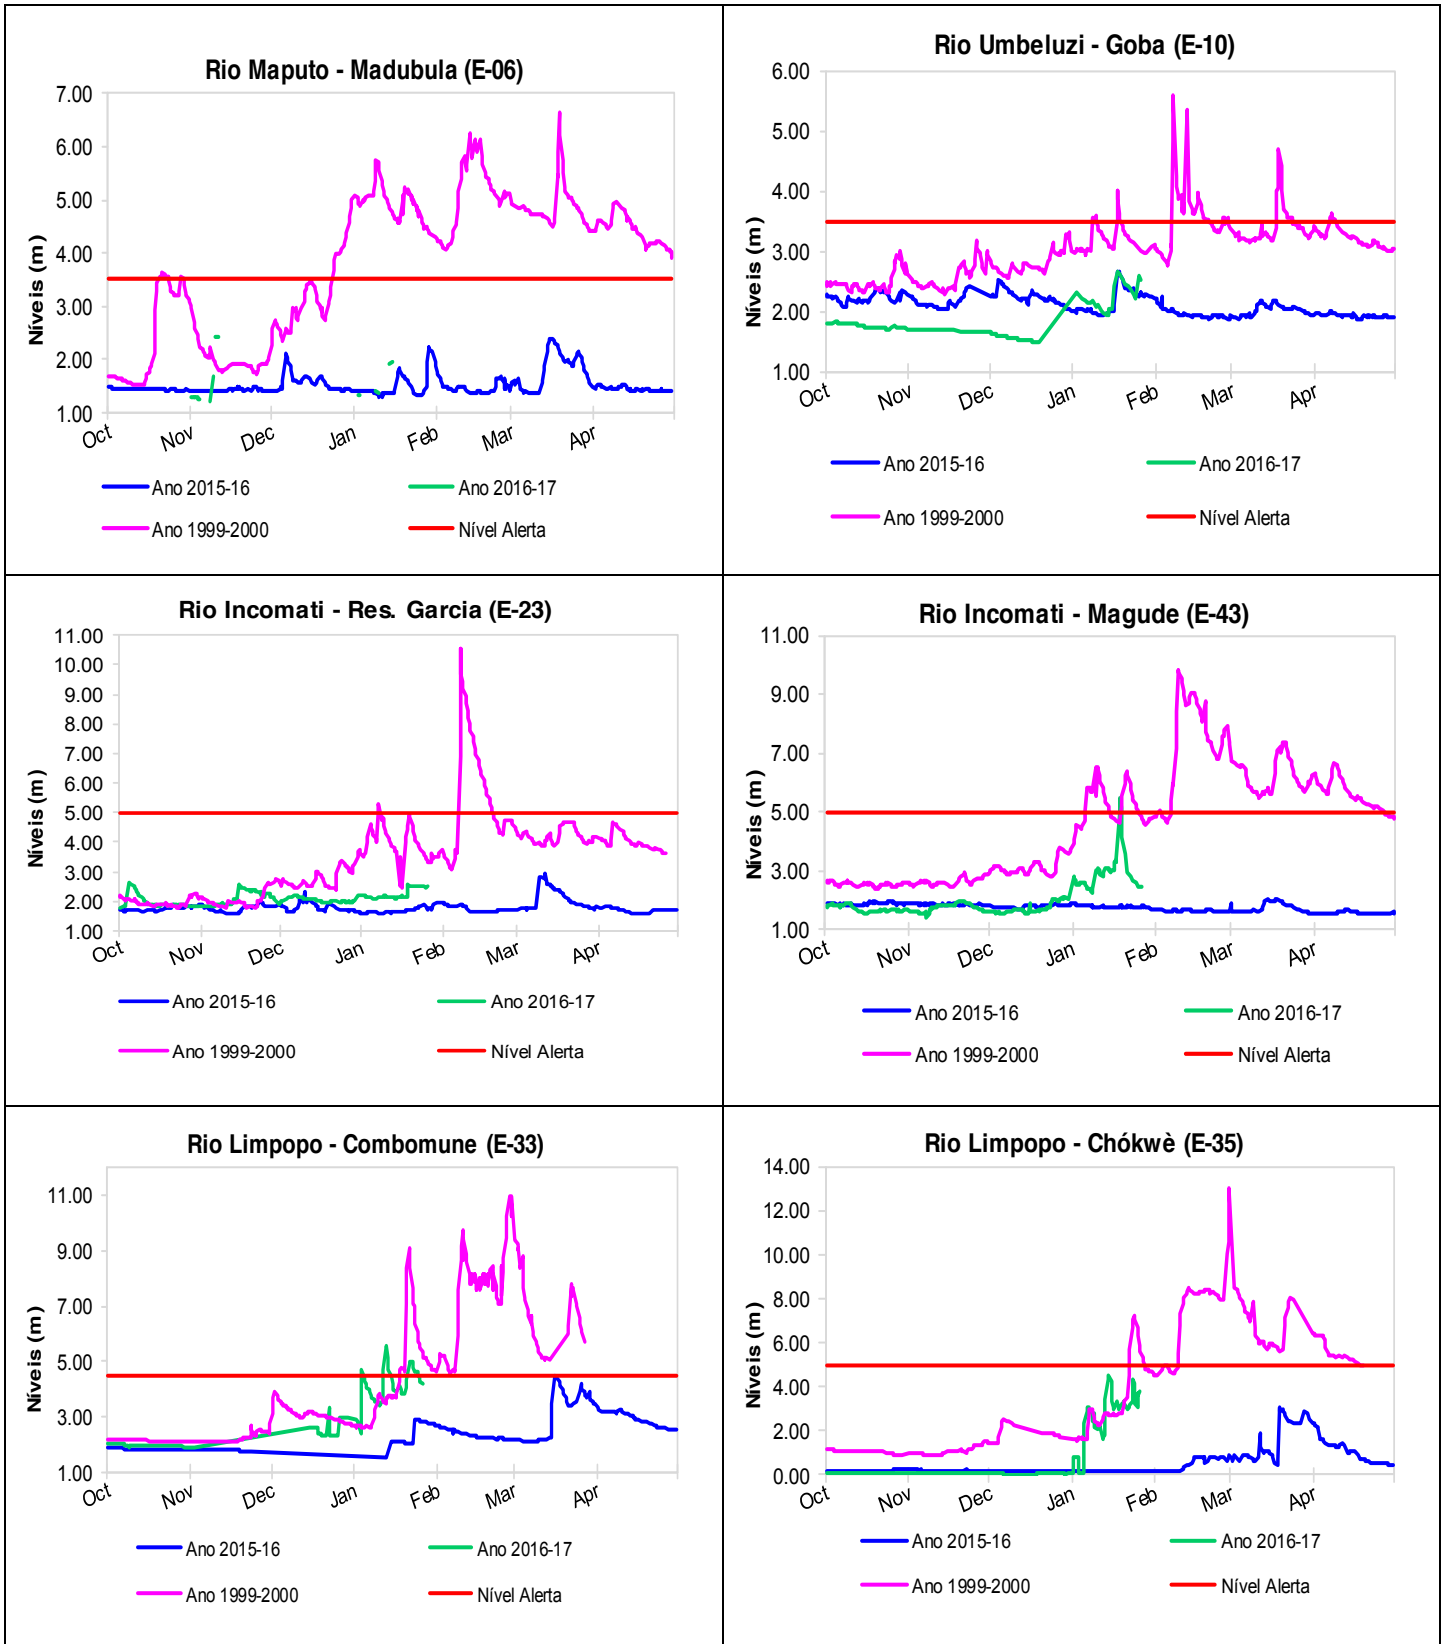 Rio Maputo - Madubula (E-06)
Níveis (m)
7.00
6.00
5.00
4.00
3.00
2.00
1.00
Oct Nov Dec Jan Feb Mar Apr
Ano 2015-16 Ano 2016-17
Ano 1999-2000 Nível Alerta
Rio Umbeluzi - Goba (E-10)
Níveis (m)
6.00
5.00
4.00
3.00
2.00
1.00
Oct Nov Dec Jan Feb Mar Apr
Ano 2015-16 Ano 2016-17
Ano 1999-2000 Nível Alerta
Rio Incomati - Res. Garcia (E-23)
Níveis (m)
11.00
10.00
9.00
8.00
7.00
6.00
5.00
4.00
3.00
2.00
1.00
Oct Nov Dec Jan Feb Mar Apr
Ano 2015-16 Ano 2016-17
Ano 1999-2000 Nível Alerta
Rio Incomati - Magude (E-43)
Níveis (m)
11.00
9.00
7.00
5.00
3.00
1.00
Oct Nov Dec Jan Feb Mar Apr
Ano 2015-16 Ano 2016-17
Ano 1999-2000 Nível Alerta
Rio Limpopo - Combomune (E-33)
Níveis (m)
11.00
9.00
7.00
5.00
3.00
1.00
Oct Nov Dec Jan Feb Mar Apr
Ano 2015-16 Ano 2016-17
Ano 1999-2000 Nível Alerta
Rio Limpopo - Chókwè (E-35)
Níveis (m)
14.00
12.00
10.00
8.00
6.00
4.00
2.00
0.00
Oct Nov Dec Jan Feb Mar Apr
Ano 2015-16 Ano 2016-17
Ano 1999-2000 Nível Alerta